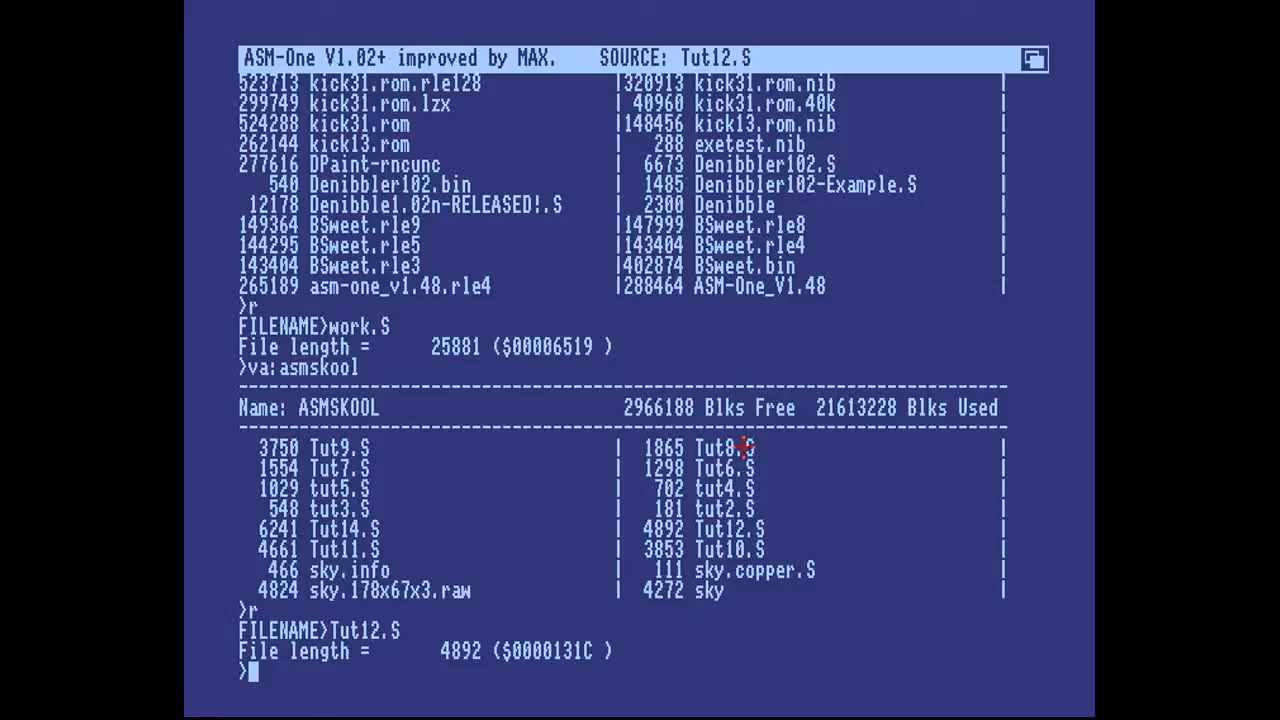 ASM-One V1.02+ improved by MAX.    SOURCE: Tut12.S
523713 kick31.rom.rle128 |320913 kick31.rom.nib |
299749 kick31.rom.lzx | 40960 kick31.rom.40k |
524288 kick31.rom |148456 kick13.rom.nib |
262144 kick13.rom | 288 exetest.nib |
277616 DPaint-rncunc | 6673 Denibbler102.S |
540 Denibbler102.bin | 1485 Denibbler102-Example.S |
12178 Denibble1.02n-RELEASED!.S | 2300 Denibble |
149364 BSweet.rle9 |147999 BSweet.rle8 |
144295 BSweet.rle5 |143404 BSweet.rle4 |
143404 BSweet.rle3 |402874 BSweet.bin |
265189 asm-one_v1.48.rle4 |288464 ASM-One_V1.48 |
>r
FILENAME>work.S
File length =      25881 ($00006519 )
>va:asmskool
----------------------------------------------------------------------------
Name: ASMSKOOL 2966188 Blks Free  21613228 Blks Used
----------------------------------------------------------------------------
3750 Tut9.S | 1865 Tut8.S |
1554 Tut7.S | 1298 Tut6.S |
1029 tut5.S | 702 tut4.S |
548 tut3.S | 181 tut2.S |
6241 Tut14.S | 4892 Tut12.S |
4661 Tut11.S | 3853 Tut10.S |
466 sky.info | 111 sky.copper.S |
4824 sky.178x67x3.raw | 4272 sky |
>r
FILENAME>Tut12.S
File length =       4892 ($0000131C )
>